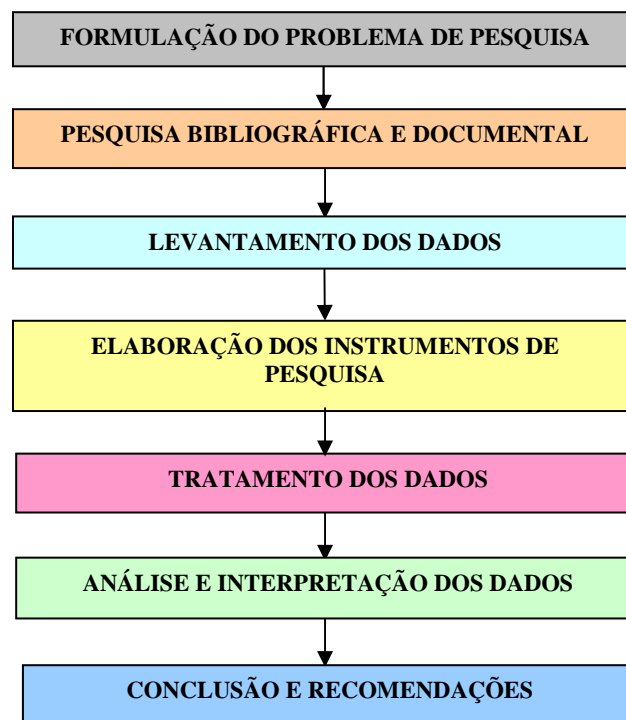 FORMULAÇÃO DO PROBLEMA DE PESQUISA
PESQUISA BIBLIOGRÁFICA E DOCUMENTAL
LEVANTAMENTO DOS DADOS
ELABORAÇÃO DOS INSTRUMENTOS DE
PESQUISA
TRATAMENTO DOS DADOS
ANÁLISE E INTERPRETAÇÃO DOS DADOS
CONCLUSÃO E RECOMENDAÇÕES